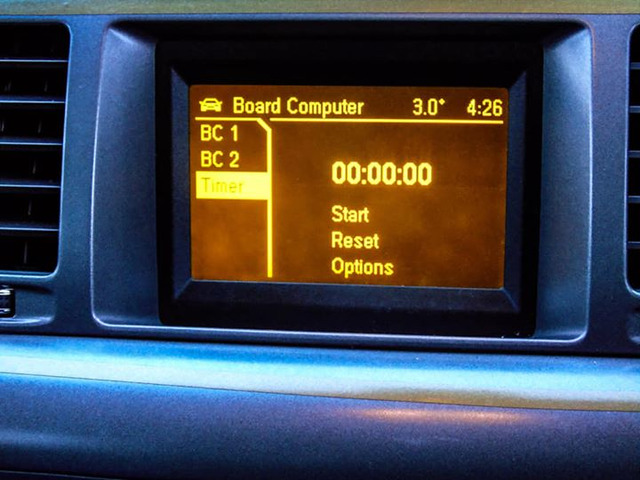 Board Computer 3.0° 4:26
BC 1
BC 2
Timer
00:00:00
Start
Reset
Options